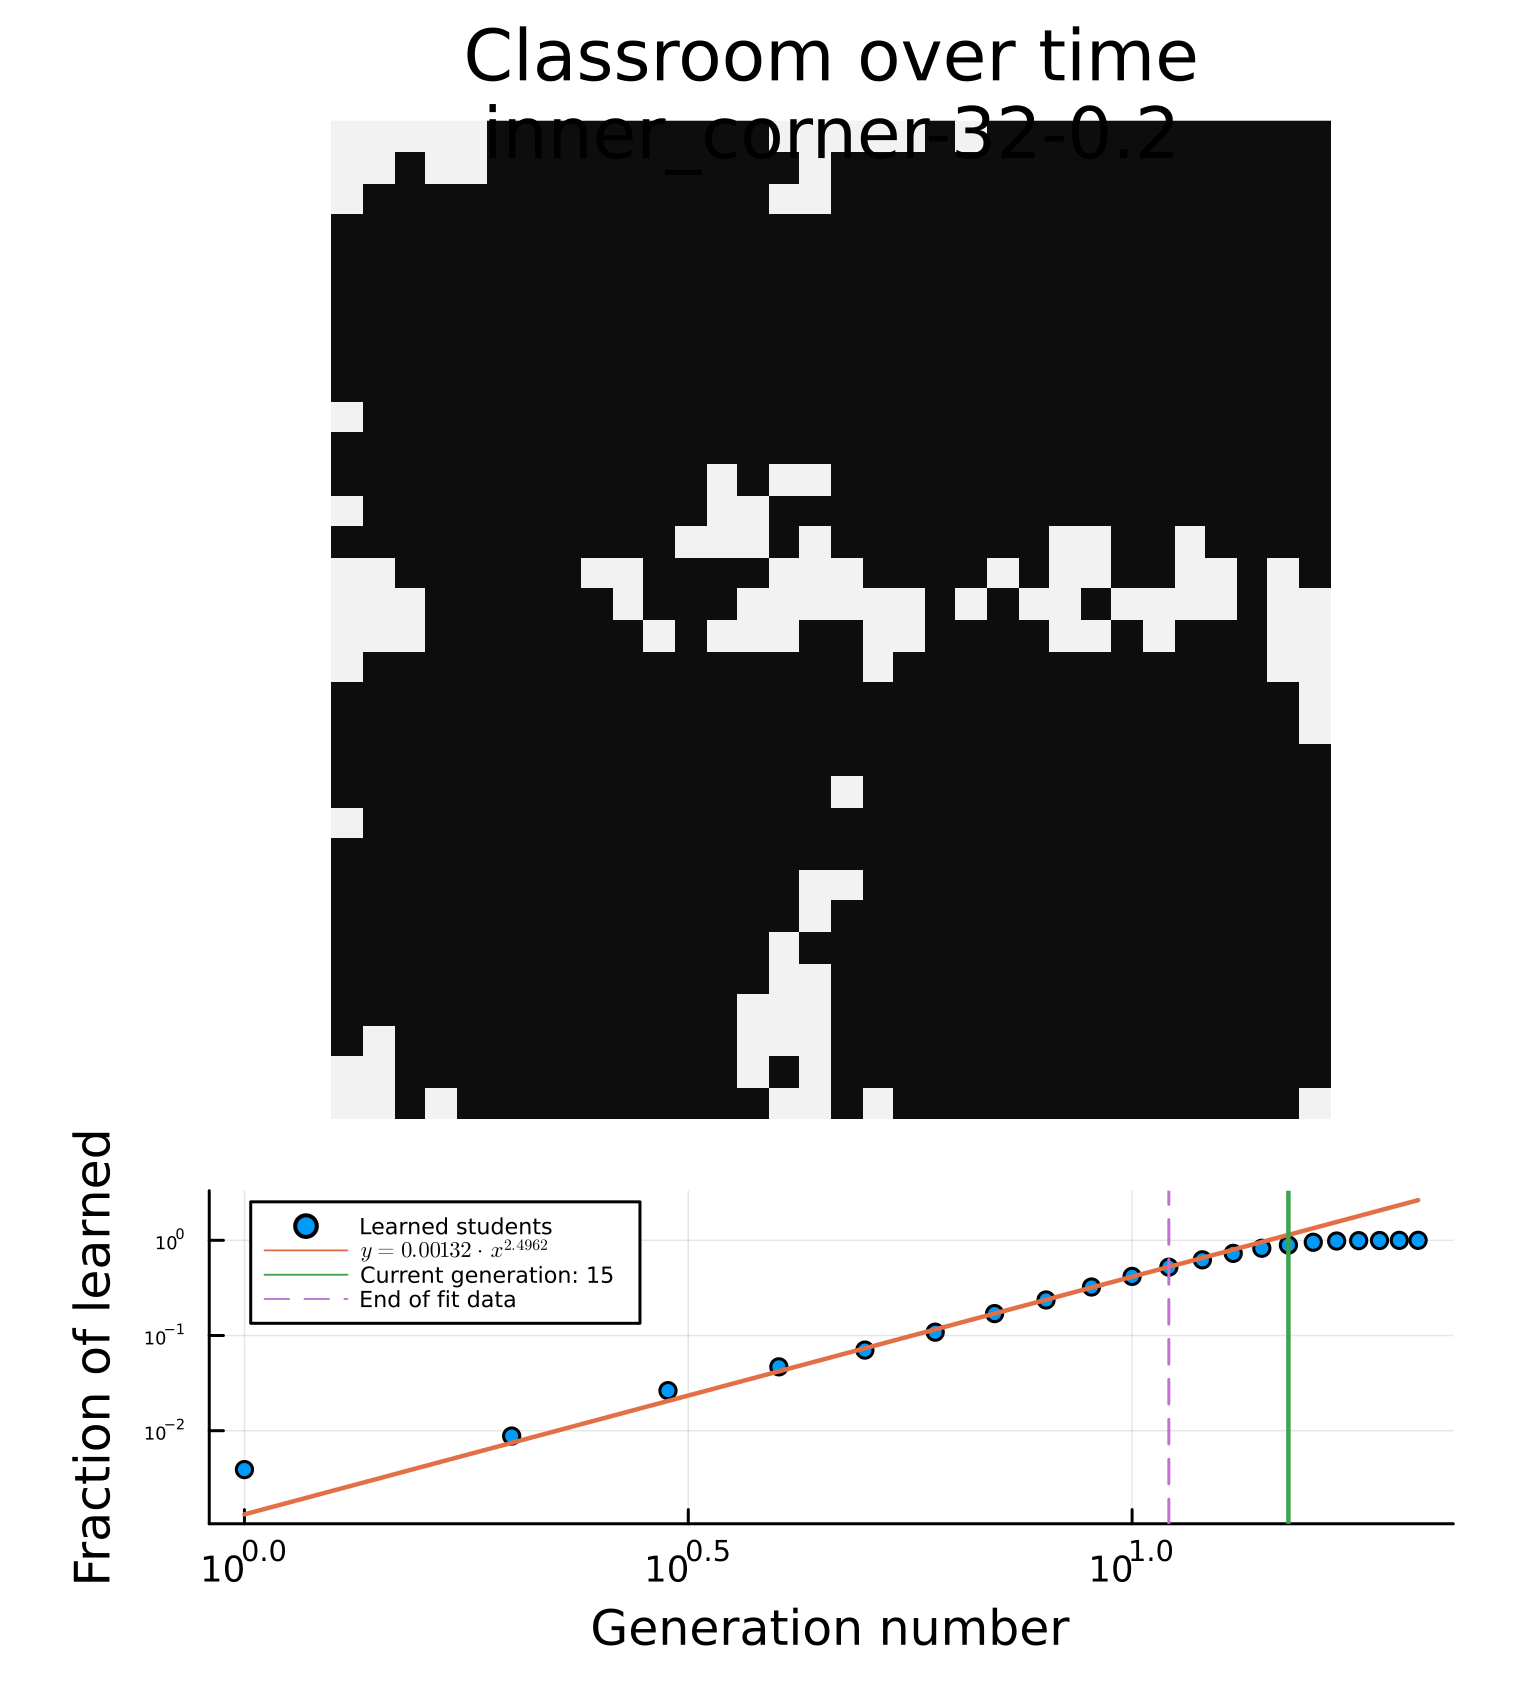 Classroom over time
inner_corner-32-0.2
Fraction of learned
10⁰
10⁻¹
10⁻²
Learned students
y = 0.00132 · x^2.4962
Current generation: 15
End of fit data
10^0.0 10^0.5 10^1.0
Generation number